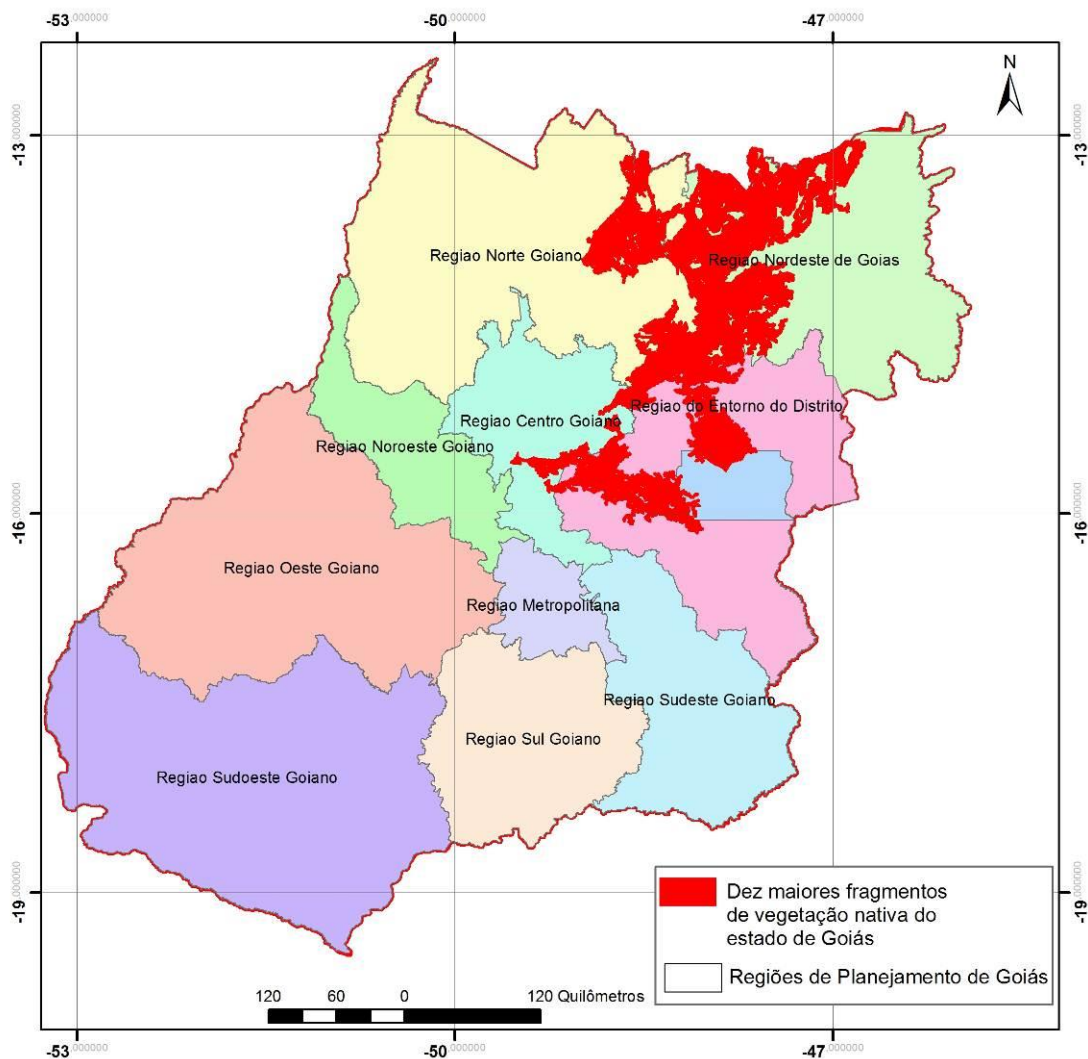 -53,000000
-50,000000
-47,000000
N
-13,000000
-13,000000
Regiao Norte Goiano
Regiao Nordeste de Goias
Regiao do Entorno do Distrito
Regiao Centro Goiano
Regiao Noroeste Goiano
-16,000000
-16,000000
Regiao Oeste Goiano
Regiao Metropolitana
Regiao Sudeste Goiano
Regiao Sul Goiano
Regiao Sudoeste Goiano
-19,000000
-19,000000
Dez maiores fragmentos
de vegetação nativa do
estado de Goiás
Regiões de Planejamento de Goiás
120 60 0 120 Quilômetros
-53,000000
-50,000000
-47,000000